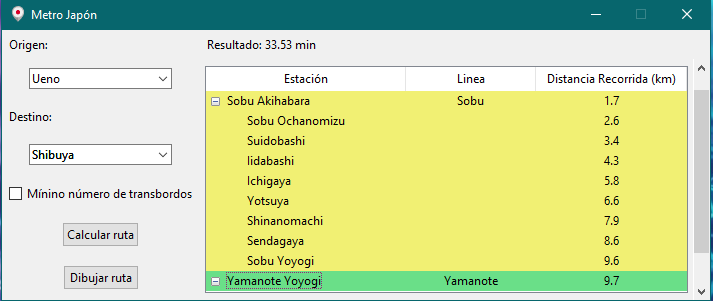 Metro Japón
Origen:
Ueno
Destino:
Shibuya
Mínino número de transbordos
Calcular ruta
Dibujar ruta
Resultado: 33.53 min
Estación Linea Distancia Recorrida (km)
Sobu Akihabara Sobu 1.7
Sobu Ochanomizu 2.6
Suidobashi 3.4
Iidabashi 4.3
Ichigaya 5.8
Yotsuya 6.6
Shinanomachi 7.9
Sendagaya 8.6
Sobu Yoyogi 9.6
Yamanote Yoyogi Yamanote 9.7